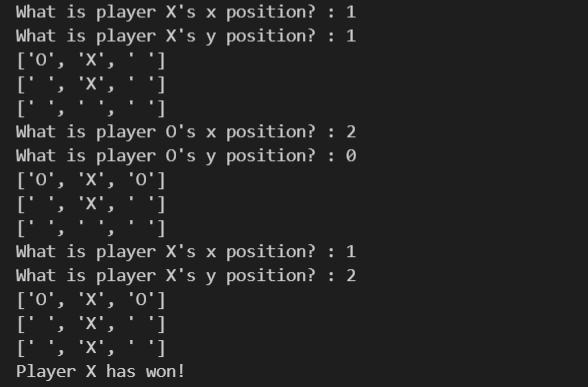 What is player X's x position? : 1
What is player X's y position? : 1
['O', 'X', ' ']
[' ', 'X', ' ']
[' ', ' ', ' ']
What is player O's x position? : 2
What is player O's y position? : 0
['O', 'X', 'O']
[' ', 'X', ' ']
[' ', ' ', ' ']
What is player X's x position? : 1
What is player X's y position? : 2
['O', 'X', 'O']
[' ', 'X', ' ']
[' ', 'X', ' ']
Player X has won!